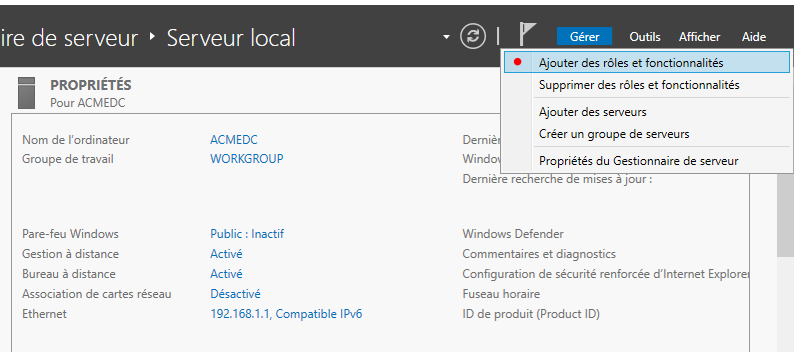 ire de serveur ‣ Serveur local
Gérer Outils Afficher Aide
Ajouter des rôles et fonctionnalités
Supprimer des rôles et fonctionnalités
Ajouter des serveurs
Créer un groupe de serveurs
Propriétés du Gestionnaire de serveur
PROPRIÉTÉS
Pour ACMEDC
Nom de l'ordinateur ACMEDC Dernière
Groupe de travail WORKGROUP Windo
Dernière recherche de mises à jour :
Pare-feu Windows Public : Inactif Windows Defender
Gestion à distance Activé Commentaires et diagnostics
Bureau à distance Activé Configuration de sécurité renforcée d'Internet Explorer
Association de cartes réseau Désactivé Fuseau horaire
Ethernet 192.168.1.1, Compatible IPv6 ID de produit (Product ID)